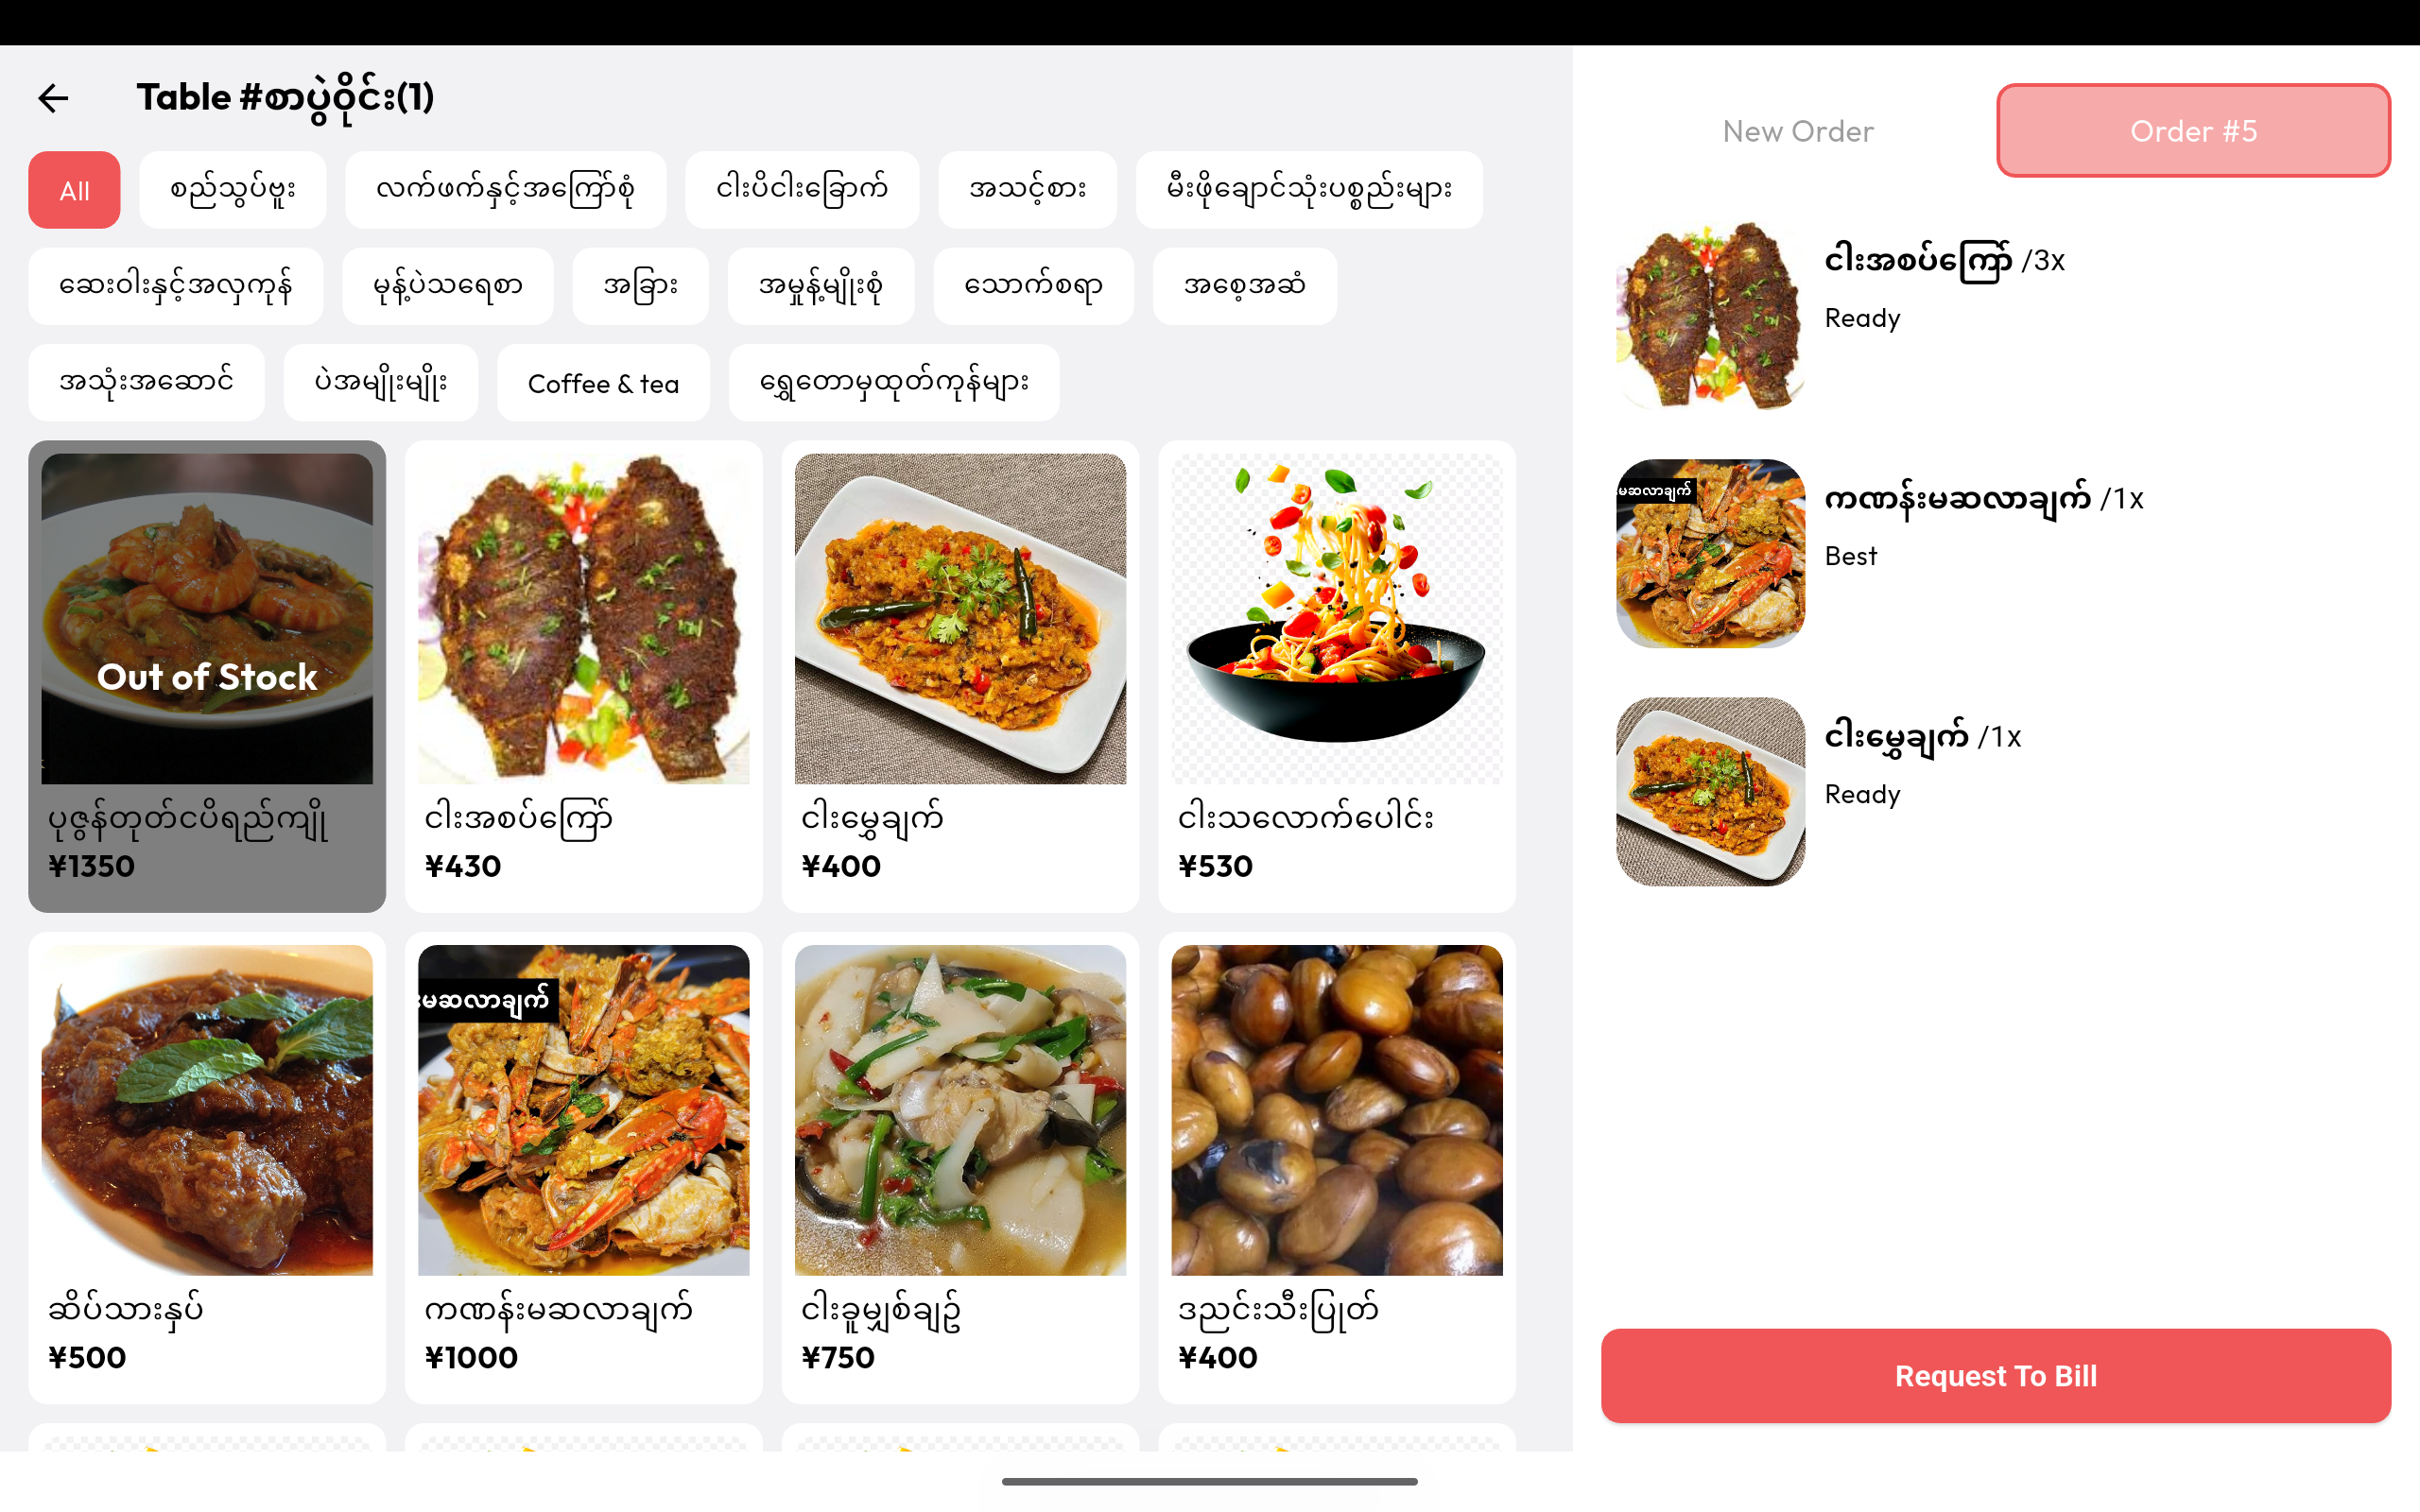 Table #စာပွဲဝိုင်း(1)
All
စည်သွပ်ဗူး
လက်ဖက်နှင့်အကြော်စုံ
ငါးပိငါးခြောက်
အသင့်စား
မီးဖိုချောင်သုံးပစ္စည်းများ
ဆေးဝါးနှင့်အလှကုန်
မုန့်ပဲသရေစာ
အခြား
အမှုန့်မျိုးစုံ
သောက်စရာ
အစေ့အဆံ
အသုံးအဆောင်
ပဲအမျိုးမျိုး
Coffee & tea
ရွှေတောမှထုတ်ကုန်များ
Out of Stock
ပုဇွန်တုတ်ငပိရည်ကျို
¥1350
ငါးအစပ်ကြော်
¥430
ငါးမွှေချက်
¥400
ငါးသလောက်ပေါင်း
¥530
ဆိပ်သားနှပ်
¥500
းမဆလာချက်
ကဏန်းမဆလာချက်
¥1000
ငါးခူမျှစ်ချဥ်
¥750
ဒညင်းသီးပြုတ်
¥400
New Order
Order #5
ငါးအစပ်ကြော် /3x
Ready
းမဆလာချက်
ကဏန်းမဆလာချက် /1x
Best
ငါးမွှေချက် /1x
Ready
Request To Bill